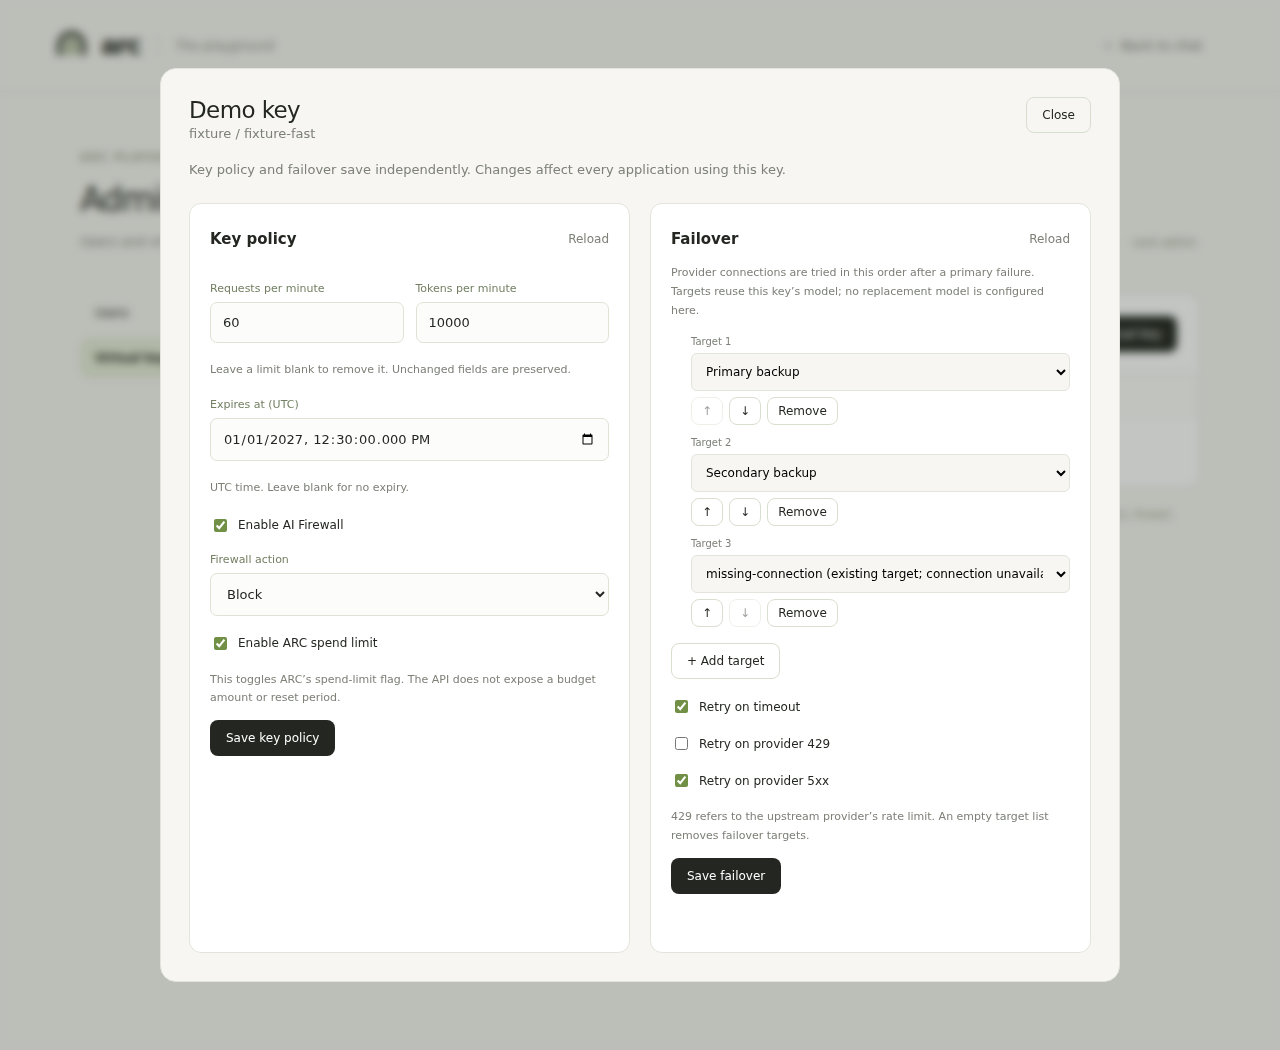 arc
The playground
Back to chat
Demo key
fixture / fixture-fast
Close
Key policy and failover save independently. Changes affect every application using this key.
Key policy
Reload
Requests per minute
Tokens per minute
60
10000
Leave a limit blank to remove it. Unchanged fields are preserved.
Expires at (UTC)
01/01/2027, 12:30:00.000 PM
UTC time. Leave blank for no expiry.
Enable AI Firewall
Firewall action
Block
Enable ARC spend limit
This toggles ARC’s spend-limit flag. The API does not expose a budget
amount or reset period.
Save key policy
Failover
Reload
Provider connections are tried in this order after a primary failure.
Targets reuse this key’s model; no replacement model is configured
here.
Target 1
Primary backup
↑ ↓ Remove
Target 2
Secondary backup
↑ ↓ Remove
Target 3
missing-connection (existing target; connection unavaila
↑ ↓ Remove
+ Add target
Retry on timeout
Retry on provider 429
Retry on provider 5xx
429 refers to the upstream provider’s rate limit. An empty target list
removes failover targets.
Save failover